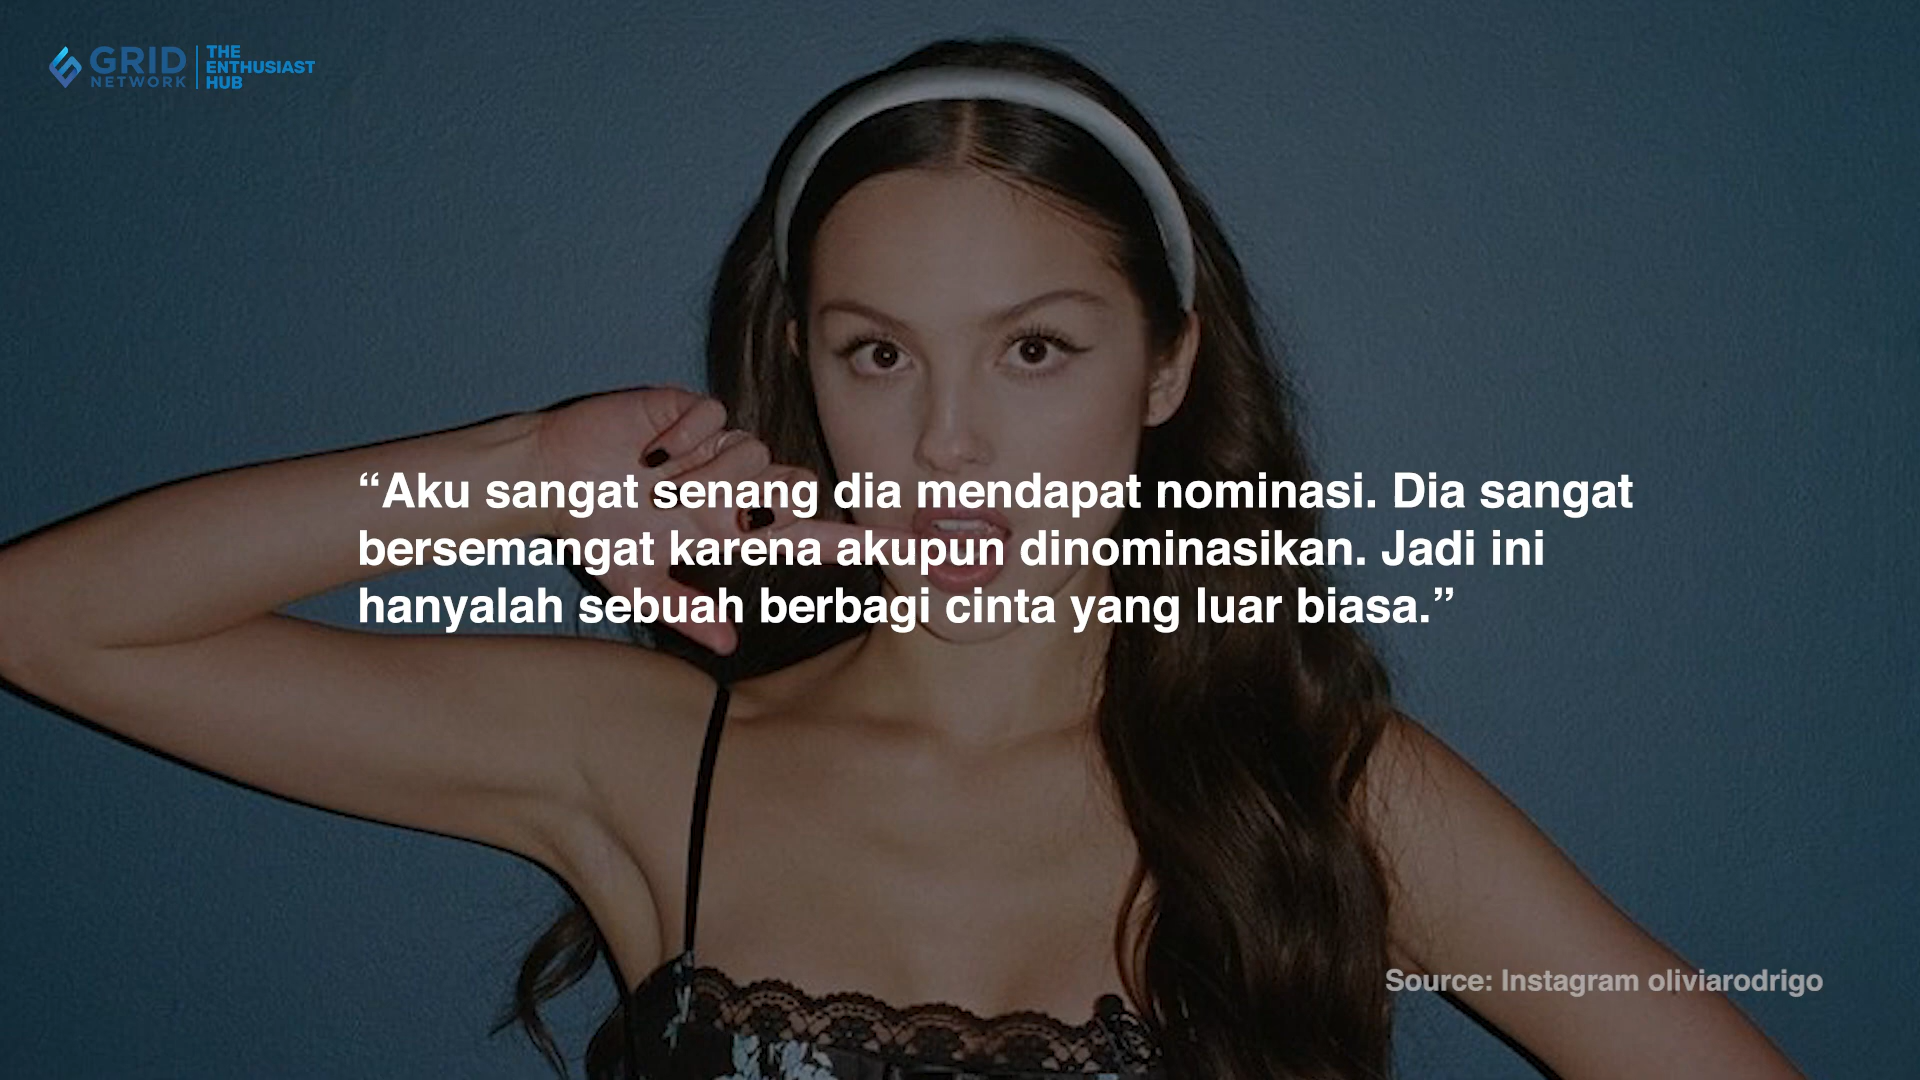 GRID
NETWORK
THE
ENTHUSIAST
HUB
“Aku sangat senang dia mendapat nominasi. Dia sangat
bersemangat karena akupun dinominasikan. Jadi ini
hanyalah sebuah berbagi cinta yang luar biasa.”
Source: Instagram oliviarodrigo